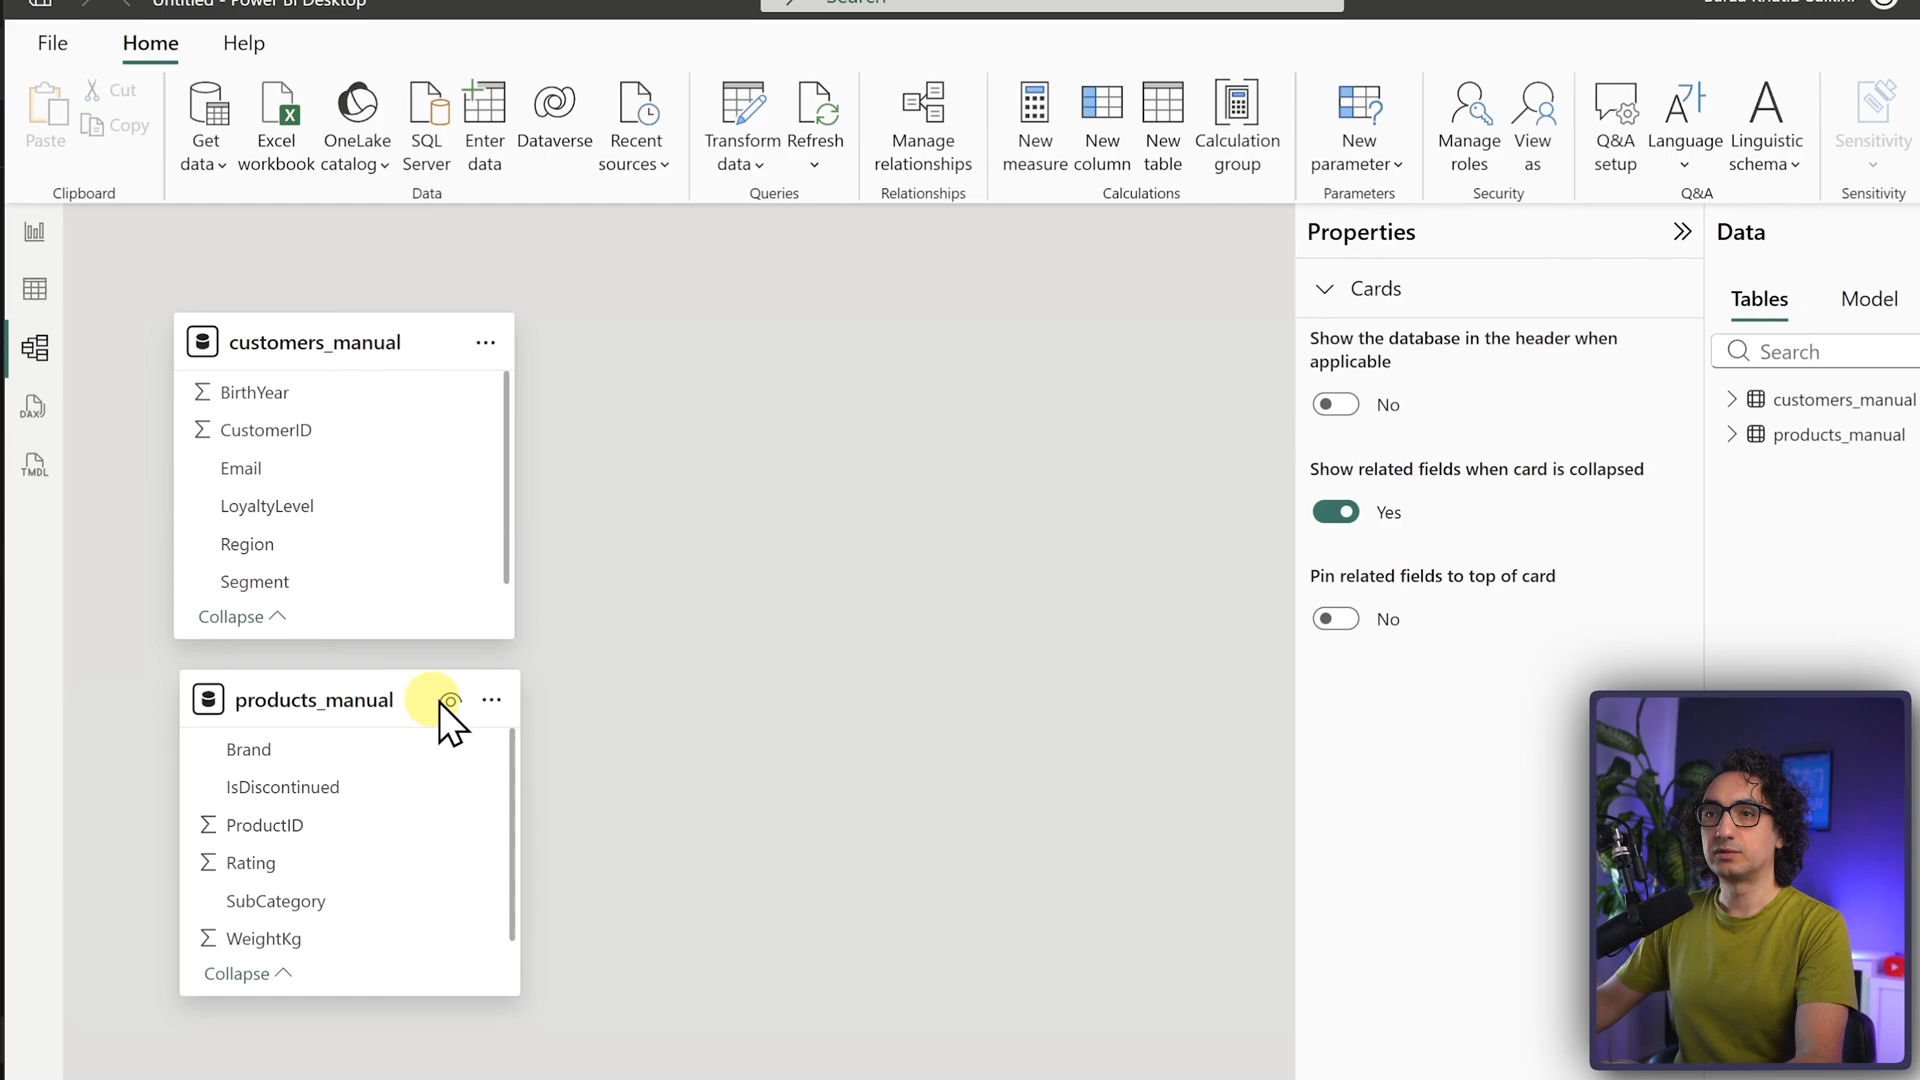 Untitled - Power BI Desktop
Search
File
Home
Help
Paste
Cut
Copy
Clipboard
Get
data
Excel
workbook
OneLake
catalog
SQL
Server
Enter
data
Dataverse
Recent
sources
Data
Transform
data
Refresh
Queries
Manage
relationships
Relationships
New
measure
New
column
New
table
Calculation
group
Calculations
New
parameter
Parameters
Manage
roles
View
as
Security
Q&A
setup
Language
Linguistic
schema
Q&A
Sensitivity
Sensitivity
DAX
TMDL
customers_manual
BirthYear
CustomerID
Email
LoyaltyLevel
Region
Segment
Collapse
products_manual
Brand
IsDiscontinued
ProductID
Rating
SubCategory
WeightKg
Collapse
Properties
Cards
Show the database in the header when
applicable
No
Show related fields when card is collapsed
Yes
Pin related fields to top of card
No
Data
Tables
Model
Search
customers_manual
products_manual